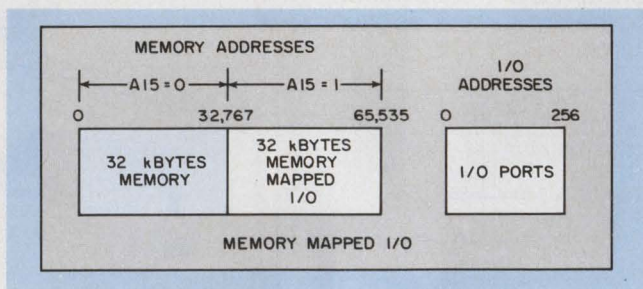 MEMORY ADDRESSES
A15=0
A15=1
I/O
ADDRESSES
0
32,767
65,535
0
256
32 kBYTES
MEMORY
32 kBYTES
MEMORY
MAPPED
I/O
I/O PORTS
MEMORY MAPPED I/O